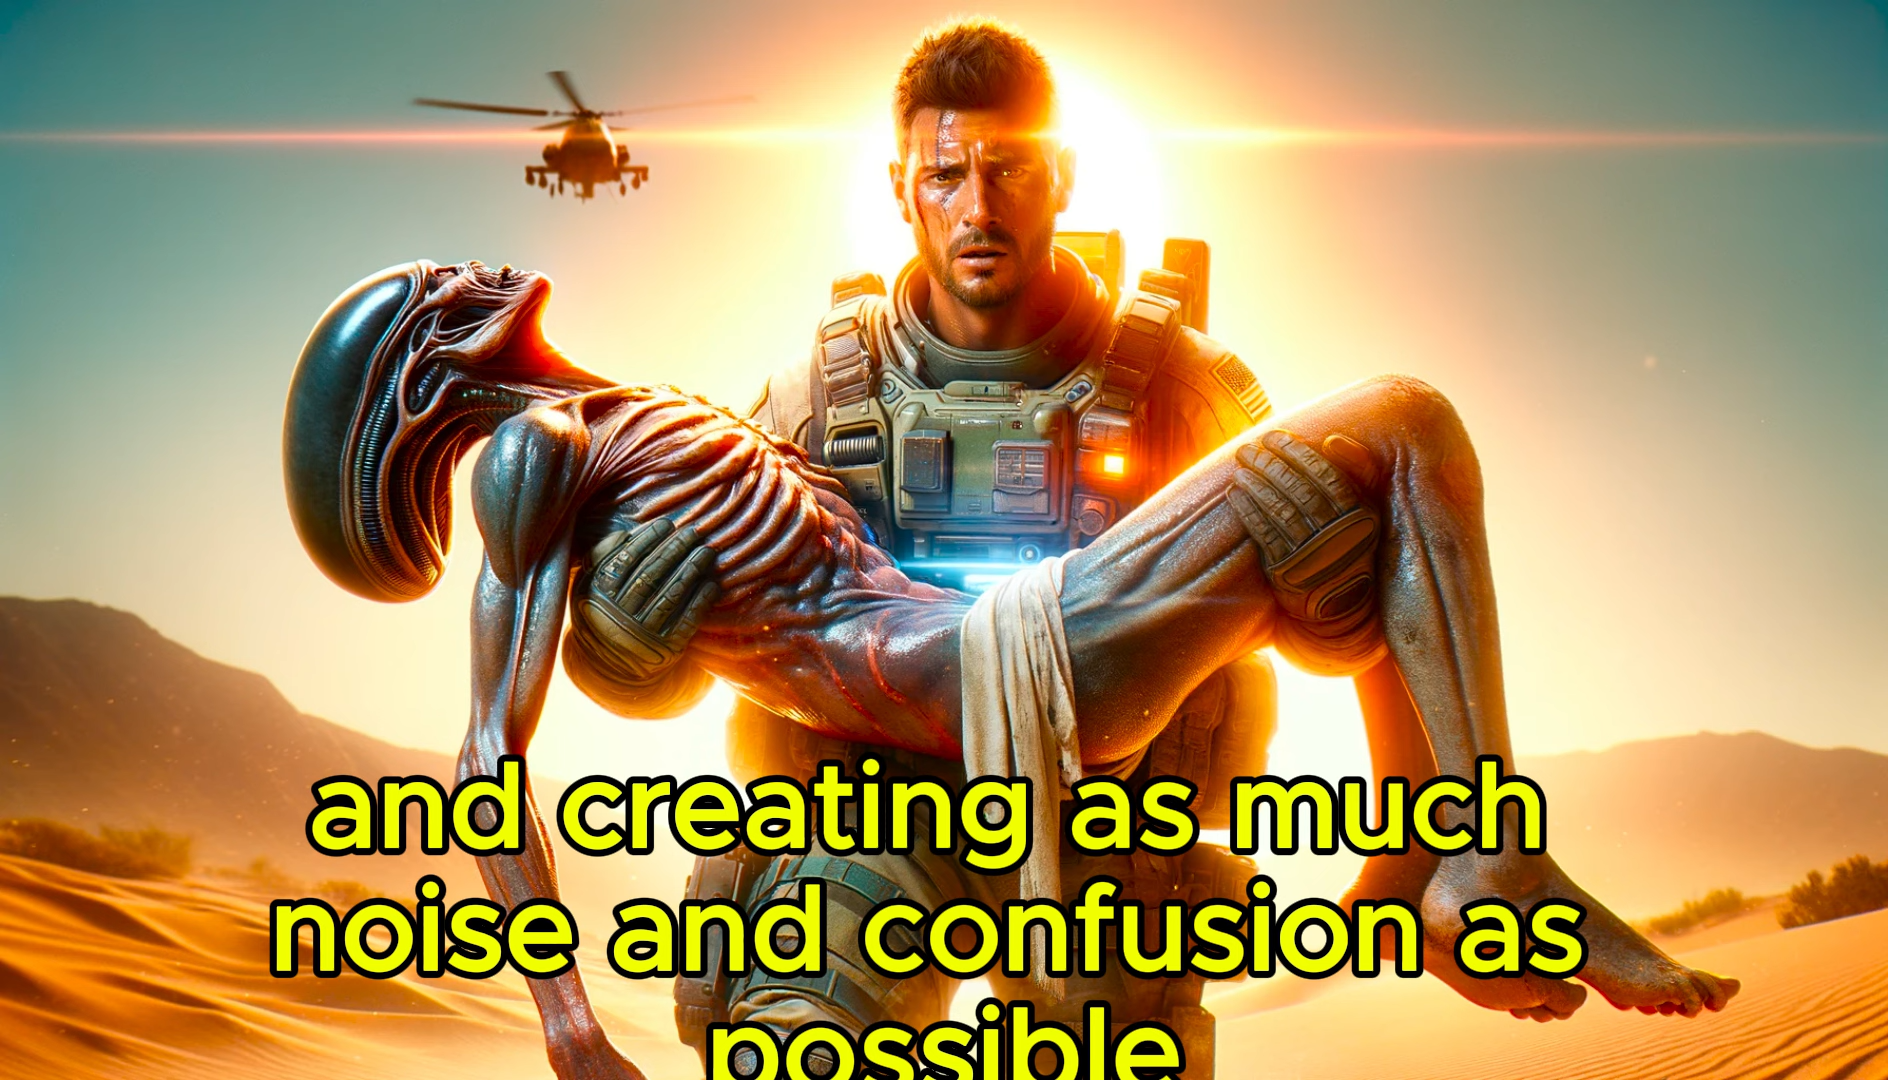 and creating as much
noise and confusion as
possible